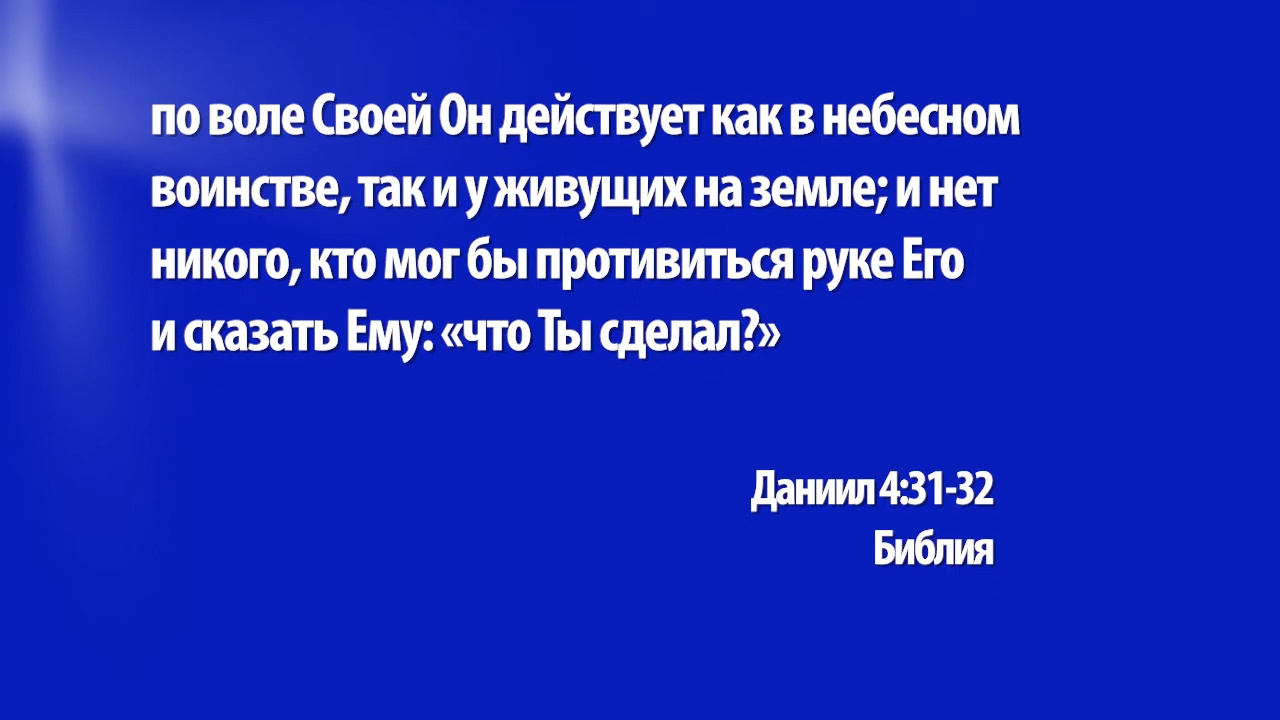 по воле Своей Он действует как в небесном
воинстве, так и у живущих на земле; и нет
никого, кто мог бы противиться руке Его
и сказать Ему: «что Ты сделал?»
Даниил 4:31-32
Библия